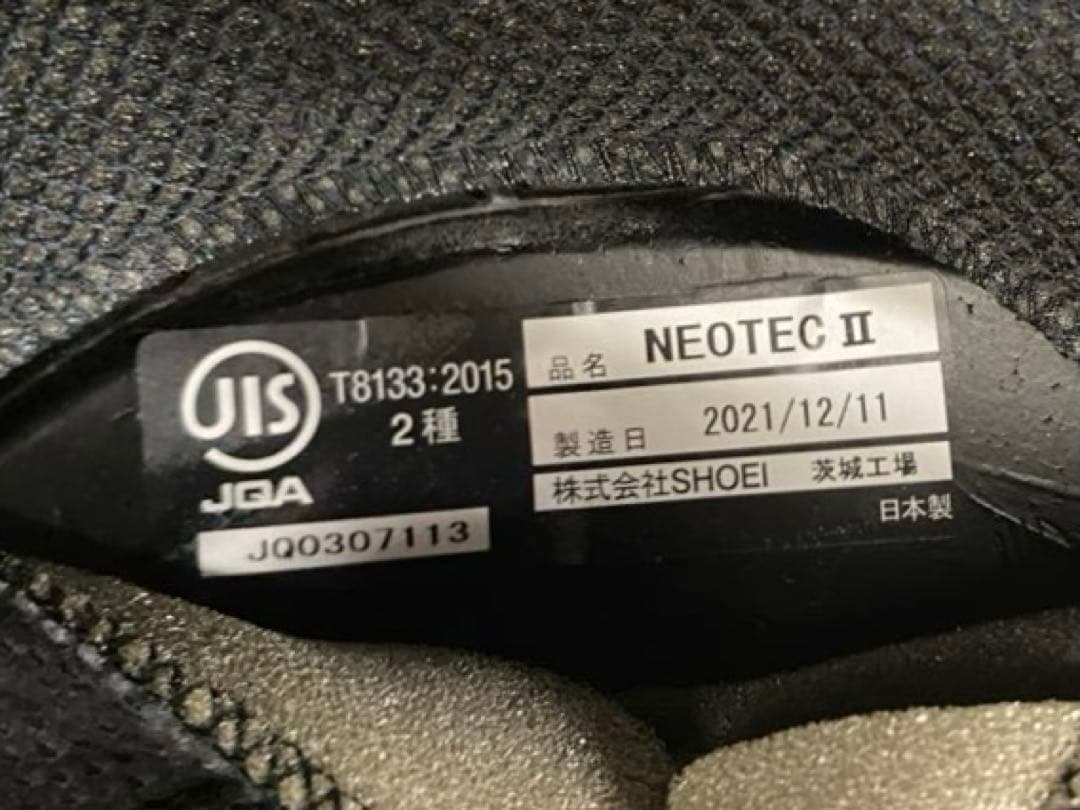 JIS
T8133:2015
2種
JQA
JQ0307113
品名 NEOTEC II
製造日 2021/12/11
株式会社SHOEI 茨城工場
日本製